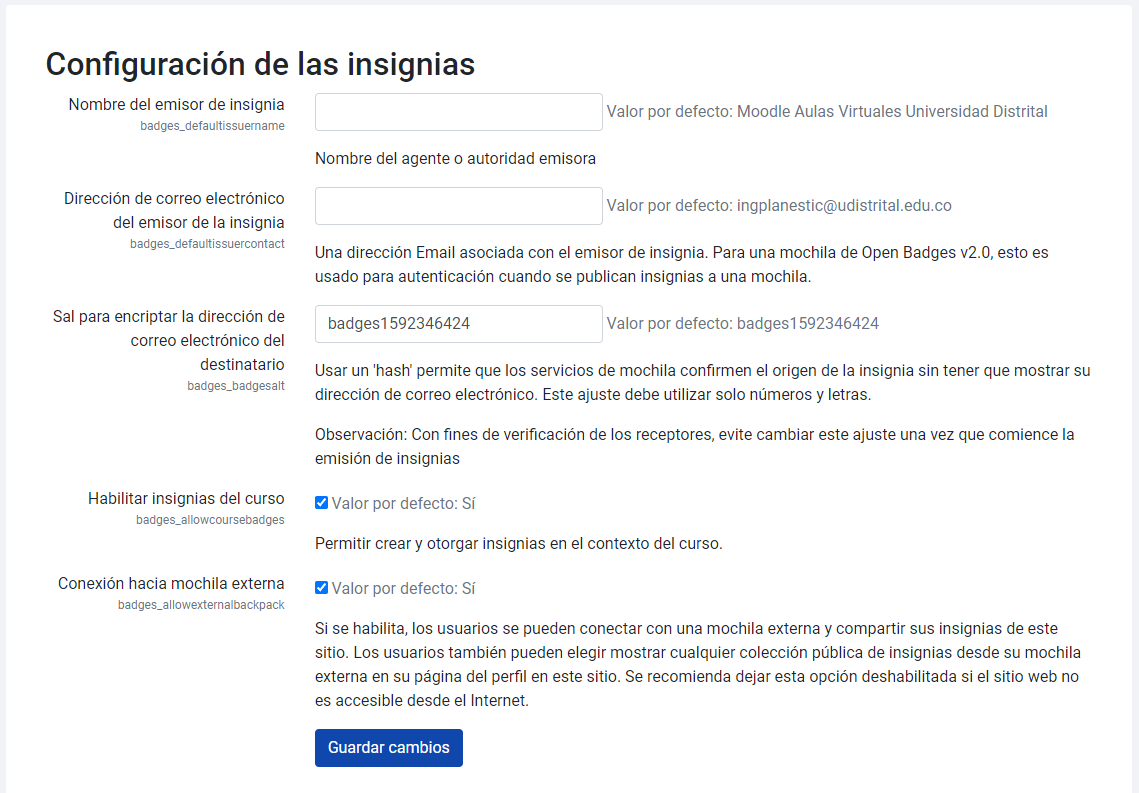 Configuración de las insignias
Nombre del emisor de insignia
badges_defaultissuername
Valor por defecto: Moodle Aulas Virtuales Universidad Distrital
Nombre del agente o autoridad emisora
Dirección de correo electrónico
del emisor de la insignia
badges_defaultissuercontact
Valor por defecto: ingplanestic@udistrital.edu.co
Una dirección Email asociada con el emisor de insignia. Para una mochila de Open Badges v2.0, esto es
usado para autenticación cuando se publican insignias a una mochila.
Sal para encriptar la dirección de
correo electrónico del
destinatario
badges_badgesalt
badges1592346424 Valor por defecto: badges1592346424
Usar un 'hash' permite que los servicios de mochila confirmen el origen de la insignia sin tener que mostrar su
dirección de correo electrónico. Este ajuste debe utilizar solo números y letras.
Observación: Con fines de verificación de los receptores, evite cambiar este ajuste una vez que comience la
emisión de insignias
Habilitar insignias del curso
badges_allowcoursebadges
Valor por defecto: Sí
Permitir crear y otorgar insignias en el contexto del curso.
Conexión hacia mochila externa
badges_allowexternalbackpack
Valor por defecto: Sí
Si se habilita, los usuarios se pueden conectar con una mochila externa y compartir sus insignias de este
sitio. Los usuarios también pueden elegir mostrar cualquier colección pública de insignias desde su mochila
externa en su página del perfil en este sitio. Se recomienda dejar esta opción deshabilitada si el sitio web no
es accesible desde el Internet.
Guardar cambios